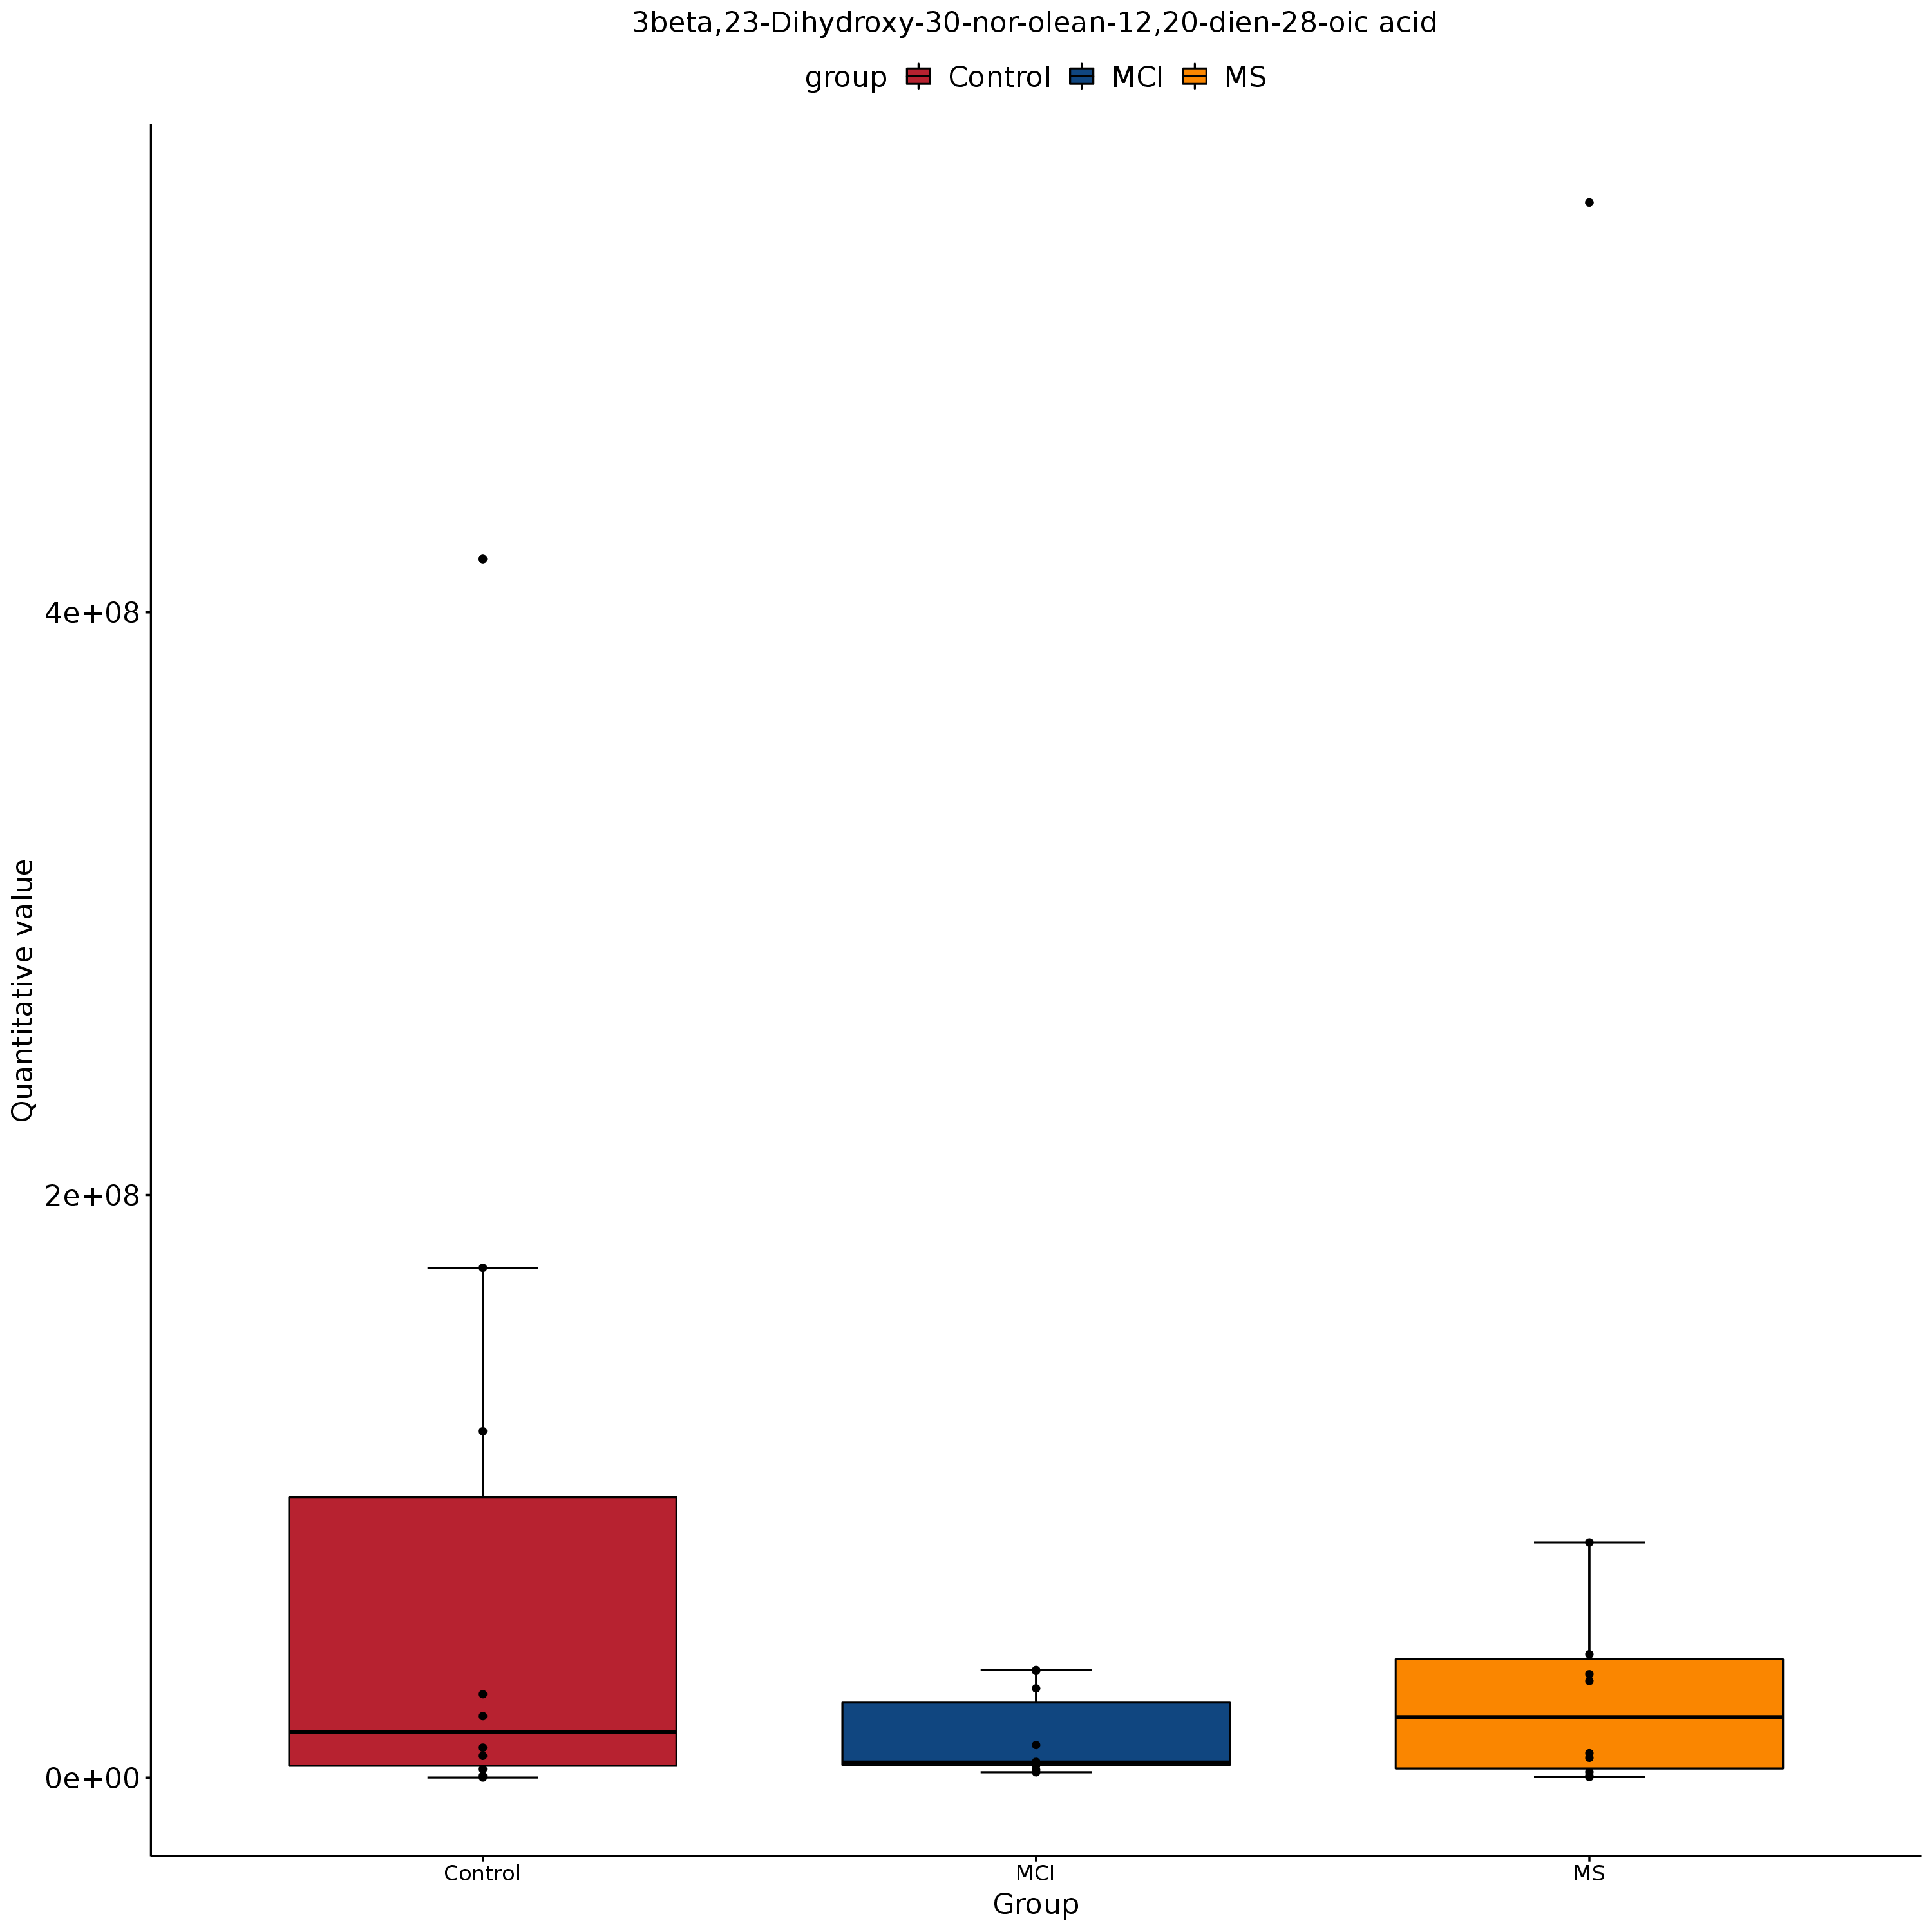 3beta,23-Dihydroxy-30-nor-olean-12,20-dien-28-oic acid
group Control MCI MS
Quantitative value
4e+08
2e+08
0e+00
Control MCI MS
Group